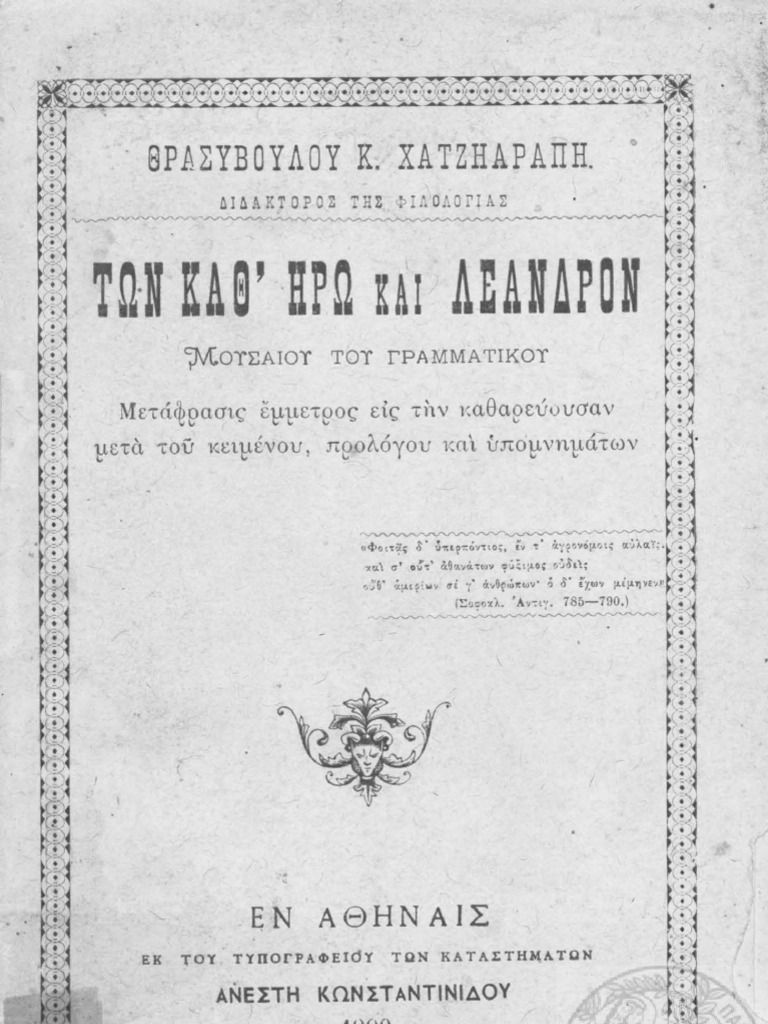 ΘΡΑΣΥΒΟΥΛΟΥ Κ. ΧΑΤΖΗΑΡΑΠΗ.
ΔΙΔΑΚΤΟΡΟΣ ΤΗΣ ΦΙΛΟΛΟΓΙΑΣ
ΤΩΝ ΚΑΘ' ΗΡΩ ΚΑΙ ΛΕΑΝΔΡΟΝ
ΜΟΥΣΑΙΟΥ ΤΟΥ ΓΡΑΜΜΑΤΙΚΟΥ
Μετάφρασις ἔμμετρος εἰς τὴν καθαρεύουσαν
μετὰ τοῦ κειμένου, προλόγου καὶ ὑπομνημάτων
«Φοιτᾷς δ' ὑπερπόντιος, ἔν τ' ἀγρονόμοις αὐλαῖς.
καὶ σ' οὔτ' ἀθανάτων φύξιμος οὐδεὶς
οὔθ' ἁμερίων σέ γ' ἀνθρώπων· ὁ δ' ἔχων μέμηνεν»
(Σοφοκλ. Ἀντιγ. 785—790.)
ΕΝ ΑΘΗΝΑΙΣ
ΕΚ ΤΟΥ ΤΥΠΟΓΡΑΦΕΙΟΥ ΤΩΝ ΚΑΤΑΣΤΗΜΑΤΩΝ
ΑΝΕΣΤΗ ΚΩΝΣΤΑΝΤΙΝΙΔΟΥ